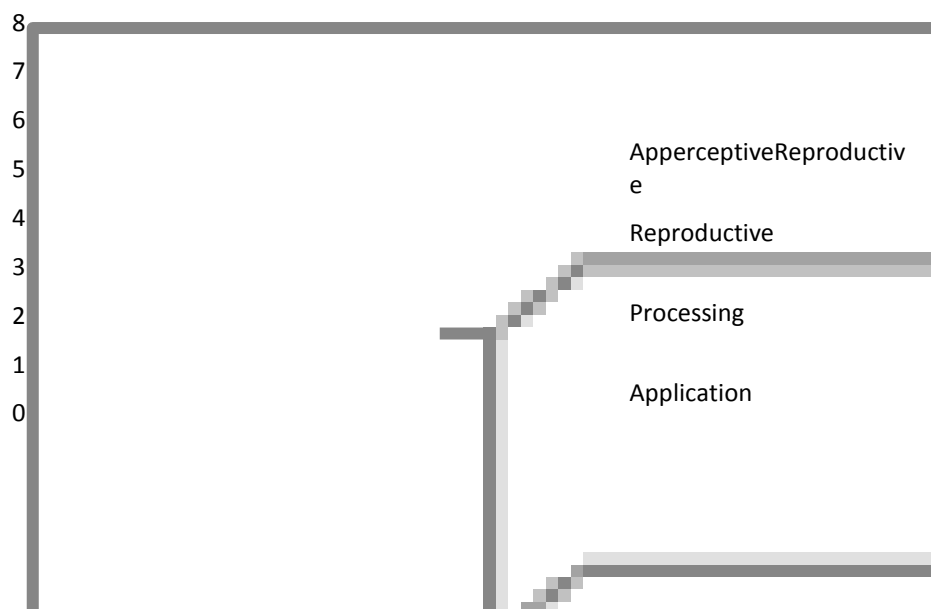 8
7
6
5
4
3
2
1
0
ApperceptiveReproductiv
e
Reproductive
Processing
Application